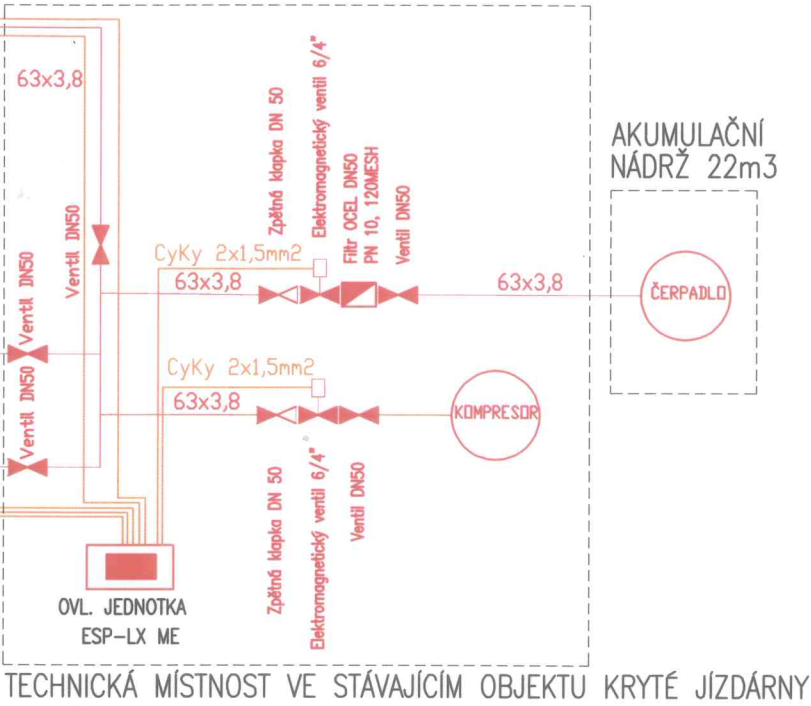 63x3,8
Ventil DN50
Ventil DN50
Ventil DN50
Zpětná klapka DN 50
Elektromagnetický ventil 6/4"
Filtr OCEL DN50
PN 10, 120MESH
Ventil DN50
CyKy 2x1,5mm2
63x3,8
63x3,8
AKUMULAČNÍ
NÁDRŽ 22m3
ČERPADLO
CyKy 2x1,5mm2
63x3,8
KOMPRESOR
Zpětná klapka DN 50
Elektromagnetický ventil 6/4"
Ventil DN50
OVL. JEDNOTKA
ESP-LX ME
TECHNICKÁ MÍSTNOST VE STÁVAJÍCÍM OBJEKTU KRYTÉ JÍZDÁRNY